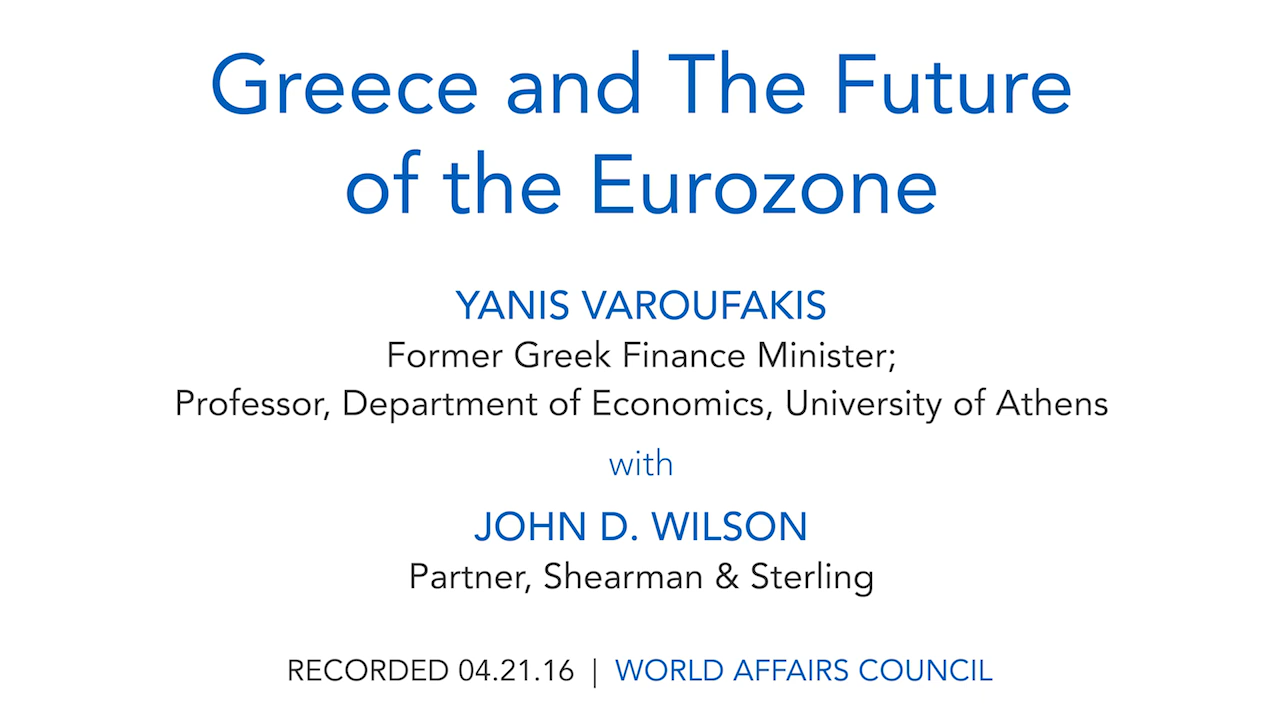 Greece and The Future
of the Eurozone
YANIS VAROUFAKIS
Former Greek Finance Minister;
Professor, Department of Economics, University of Athens
with
JOHN D. WILSON
Partner, Shearman & Sterling
RECORDED 04.21.16 | WORLD AFFAIRS COUNCIL